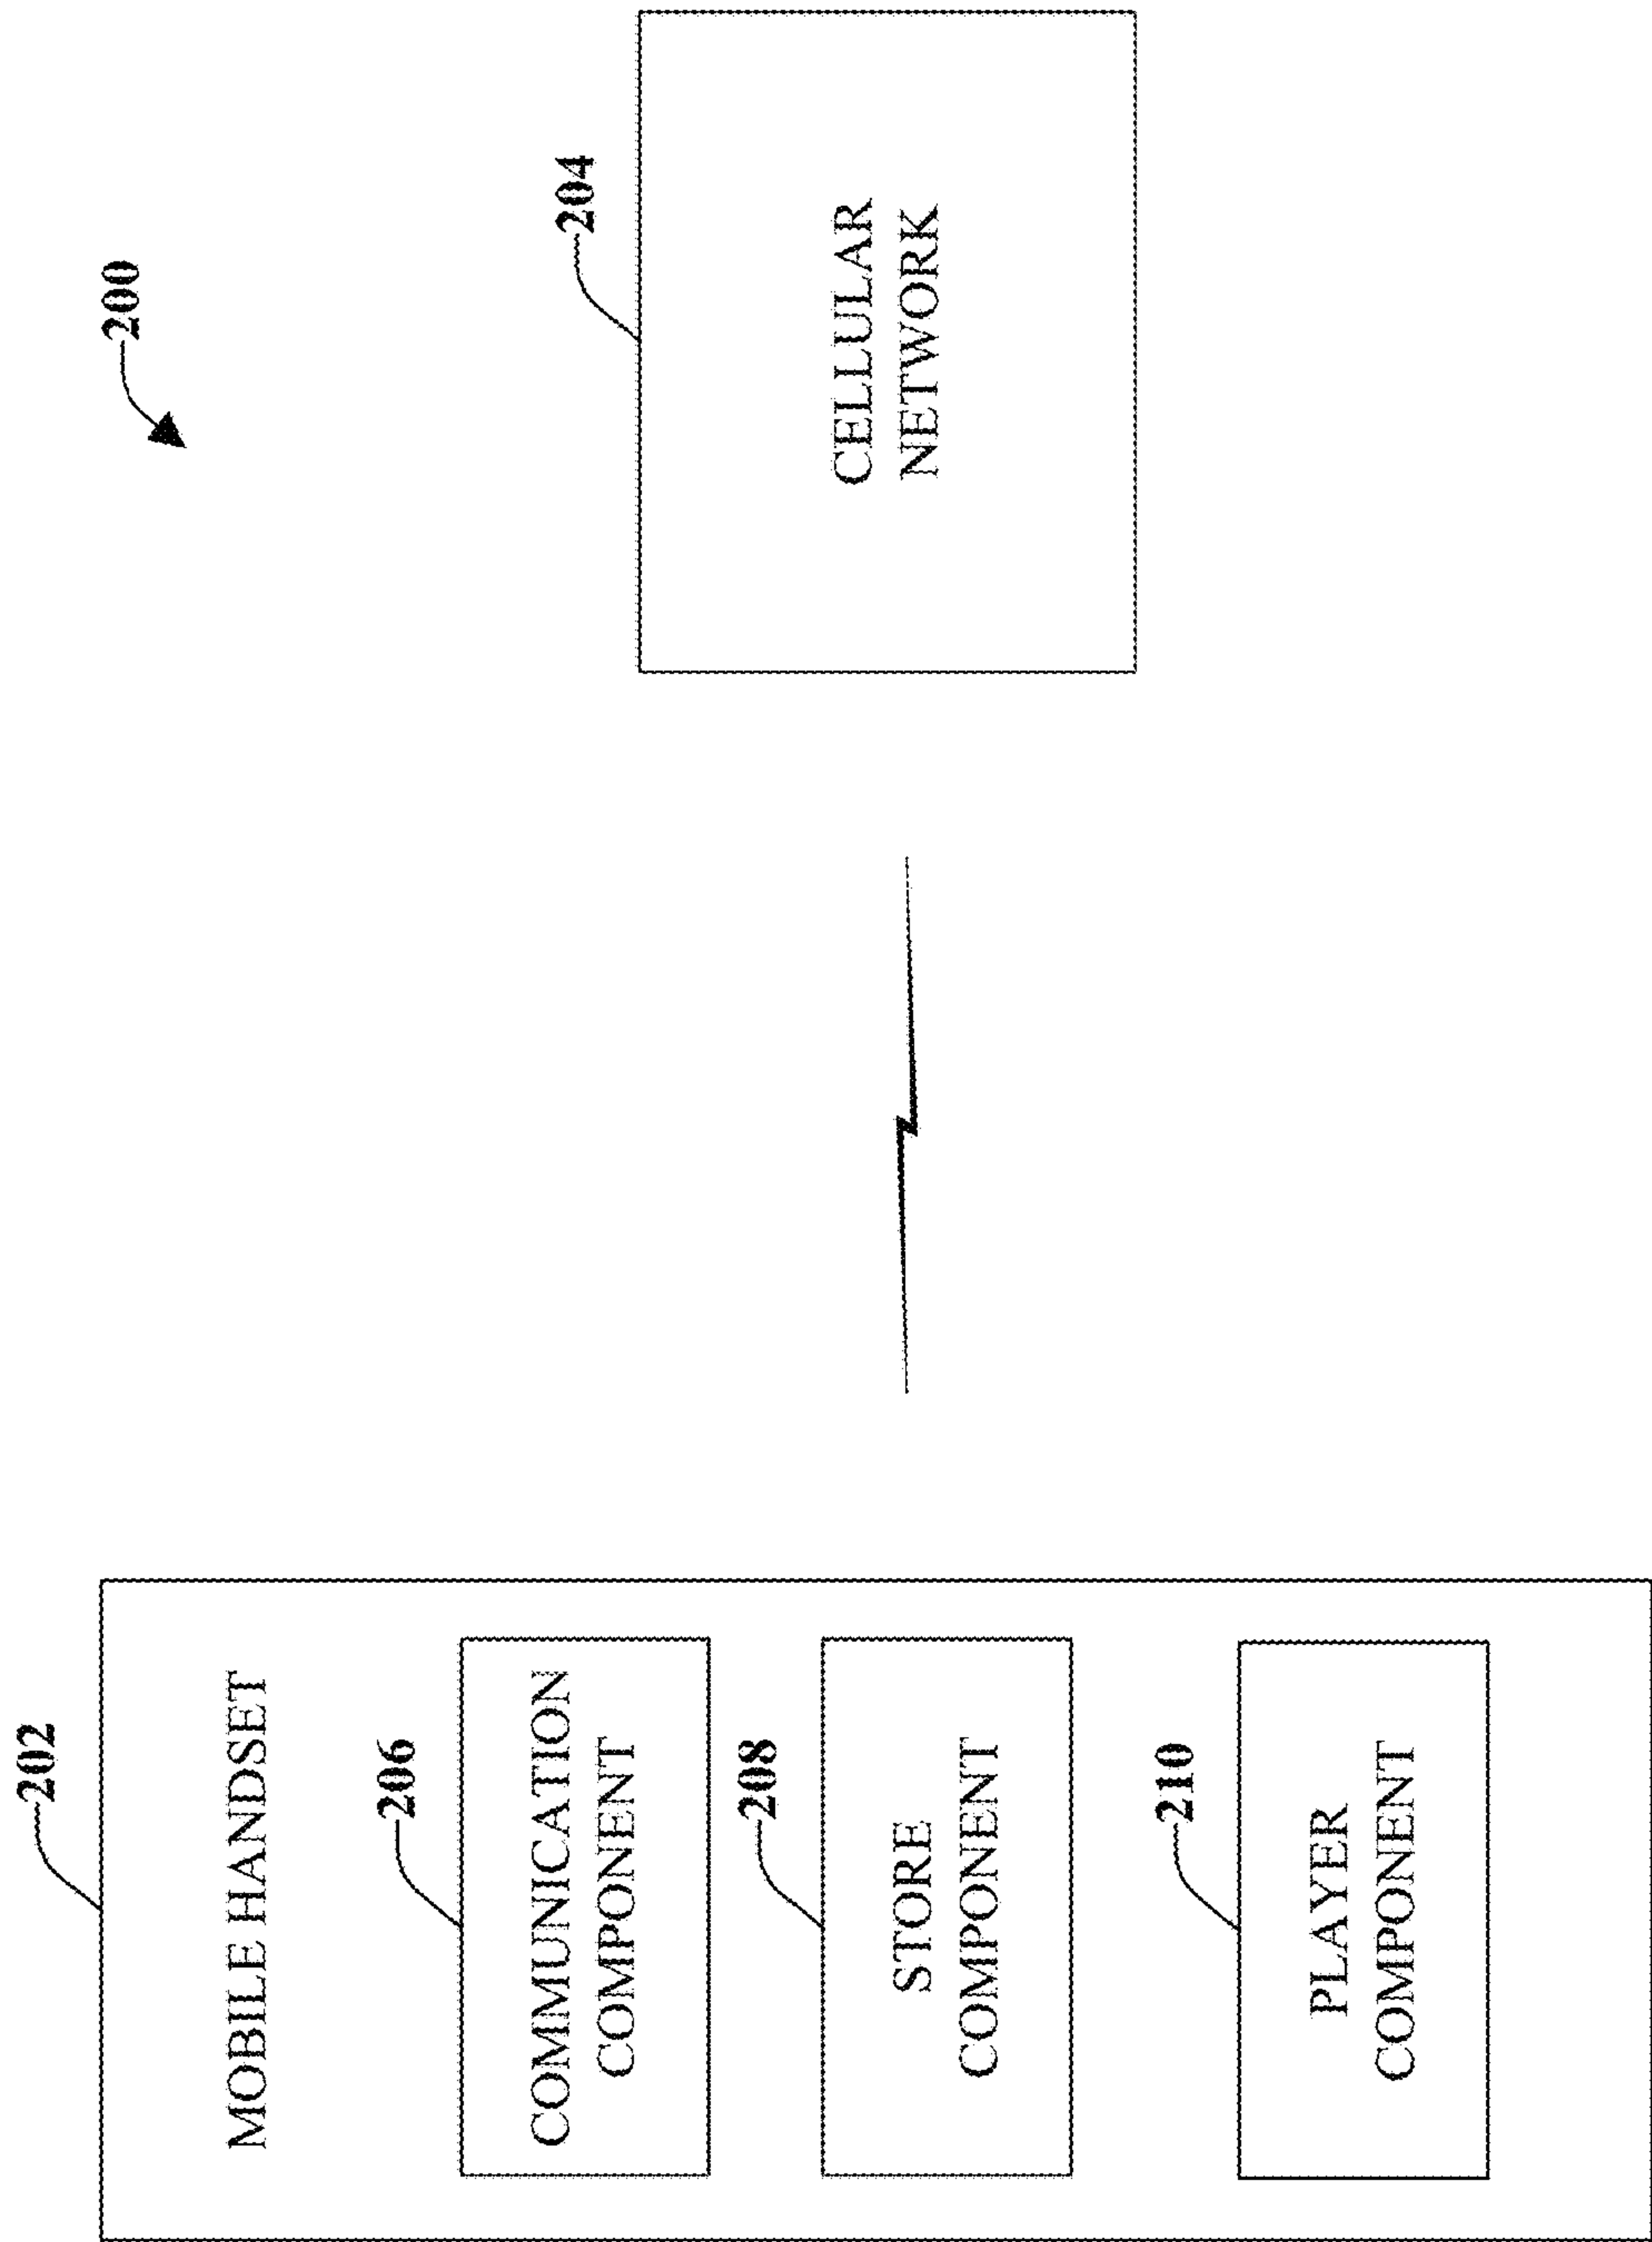 200
202
MOBILE HANDSET
206
COMMUNICATION
COMPONENT
208
STORE
COMPONENT
210
PLAYER
COMPONENT
204
CELLULAR
NETWORK